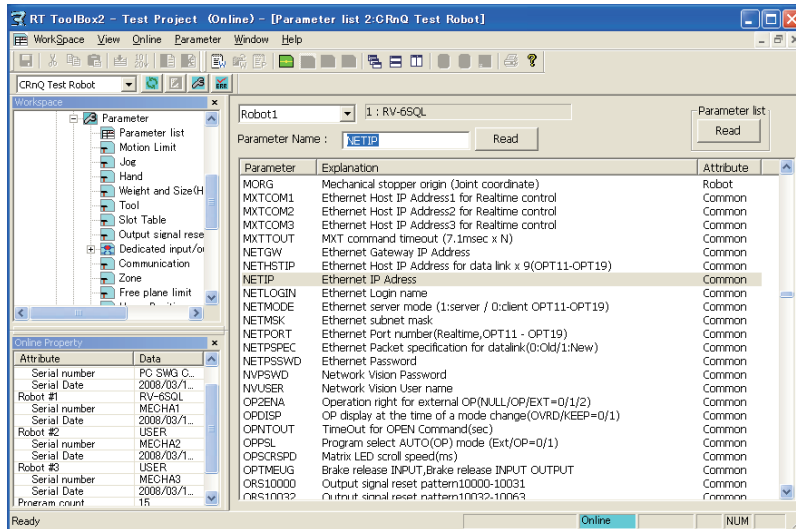 RT ToolBox2 - Test Project (Online) - [Parameter list 2:CRnQ Test Robot]
WorkSpace View Online Parameter Window Help
CRnQ Test Robot
Workspace
Parameter
Parameter list
Motion Limit
Jog
Hand
Weight and Size(H
Tool
Slot Table
Output signal rese
Dedicated input/o
Communication
Zone
Free plane limit
Online Property
Attribute Data
Serial number PC SWG C...
Serial Date 2008/03/1...
Robot #1 RV-6SQL
Serial number MECHA1
Serial Date 2008/03/1...
Robot #2 USER
Serial number MECHA2
Serial Date 2008/03/1...
Robot #3 USER
Serial number MECHA3
Serial Date 2008/03/1...
Program count 15
Robot1 1 : RV-6SQL
Parameter list
Read
Parameter Name : NETIP Read
Parameter Explanation Attribute
MORG Mechanical stopper origin (Joint coordinate) Robot
MXTCOM1 Ethernet Host IP Address1 for Realtime control Common
MXTCOM2 Ethernet Host IP Address2 for Realtime control Common
MXTCOM3 Ethernet Host IP Address3 for Realtime control Common
MXTTOUT MXT command timeout (7.1msec x N) Common
NETGW Ethernet Gateway IP Address Common
NETHSTIP Ethernet Host IP Address for data link x 9(OPT11-OPT19) Common
NETIP Ethernet IP Adress Common
NETLOGIN Ethernet Login name Common
NETMODE Ethernet server mode (1:server / 0:client OPT11-OPT19) Common
NETMSK Ethernet subnet mask Common
NETPORT Ethernet Port number(Realtime,OPT11 - OPT19) Common
NETPSPEC Ethernet Packet specification for datalink(0:Old/1:New) Common
NETPSSWD Ethernet Password Common
NVPSWD Network Vision Password Common
NVUSER Network Vision User name Common
OP2ENA Operation right for external OP(NULL/OP/EXT=0/1/2) Common
OPDISP OP display at the time of a mode change(OVRD/KEEP=0/1) Common
OPNTOUT TimeOut for OPEN Command(sec) Common
OPPSL Program select AUTO(OP) mode (Ext/OP=0/1) Common
OPSCRSPD Matrix LED scroll speed(ms) Common
OPTMEUG Brake release INPUT,Brake release INPUT OUTPUT Common
ORS10000 Output signal reset pattern10000-10031 Common
ORS10032 Output signal reset pattern10032-10063 Common
Ready Online NUM